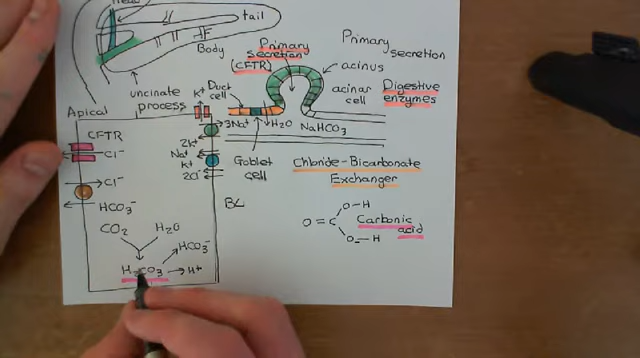 Head
tail
Body
uncinate
process
Primary
secretion
(CFTR)
Primary
secretion
acinus
acinar
cell
Digestive
enzymes
Duct
cell
K+
Apical
CFTR
Cl-
Cl-
HCO3-
CO2
H2O
HCO3-
H2CO3
H+
3Na+
2K+
Na+
K+
2Cl-
BL
H2O
NaHCO3
Goblet
cell
Chloride-Bicarbonate
Exchanger
O=C
O-H
O-H
Carbonic
acid